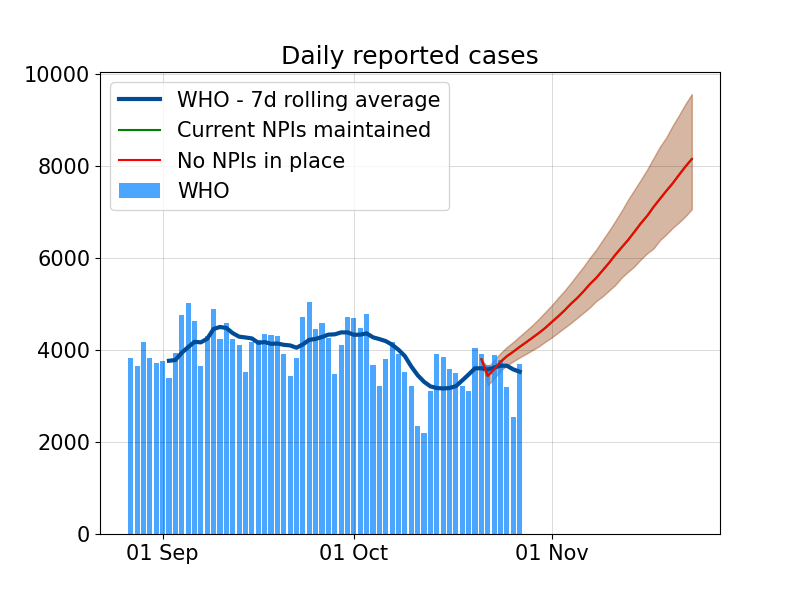 Daily reported cases
10000
8000
6000
4000
2000
0
WHO - 7d rolling average
Current NPIs maintained
No NPIs in place
WHO
01 Sep
01 Oct
01 Nov